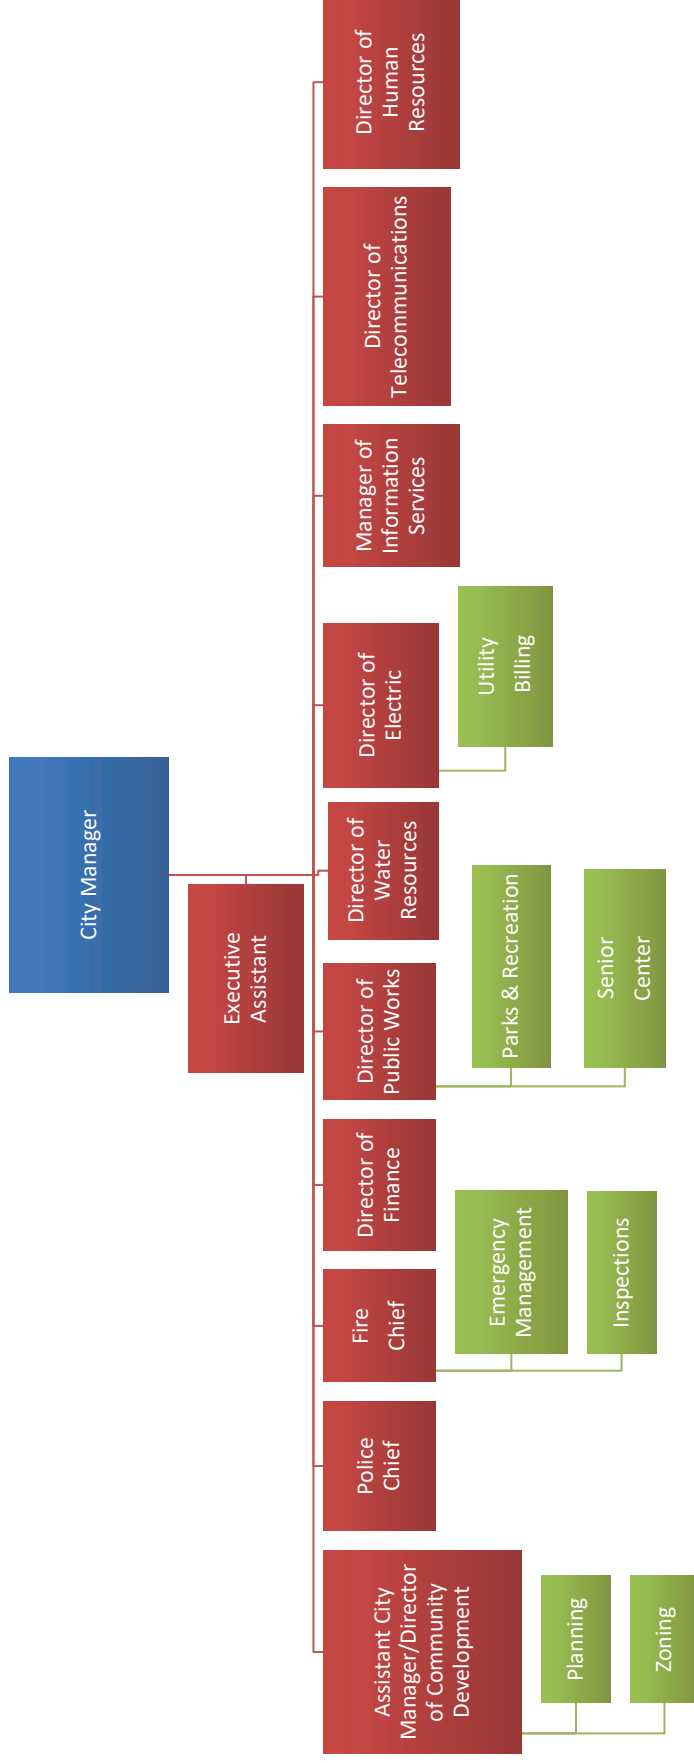 City Manager
Executive
Assistant
Assistant City
Manager/Director
of Community
Development
Planning
Zoning
Police
Chief
Fire
Chief
Emergency
Management
Inspections
Director of
Finance
Director of
Public Works
Parks & Recreation
Senior
Center
Director of
Water
Resources
Director of
Electric
Utility
Billing
Manager of
Information
Services
Director of
Telecommunications
Director of
Human
Resources